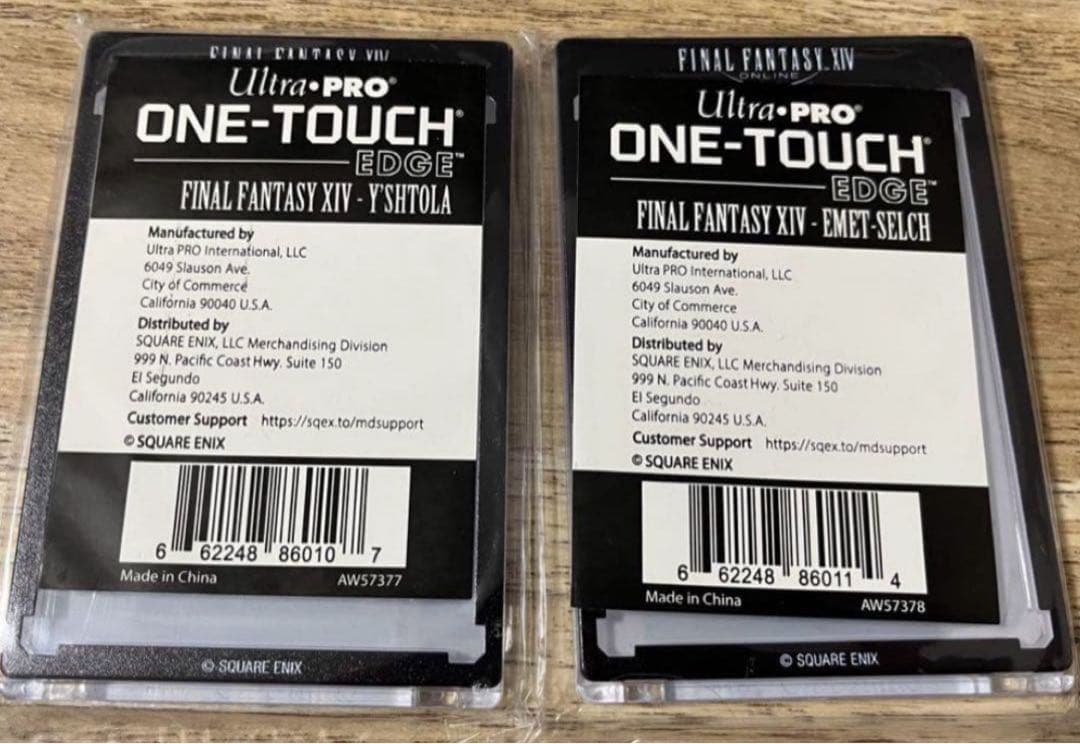 FINAL FANTASY XIV
Ultra•PRO®
ONE-TOUCH®
EDGE™
FINAL FANTASY XIV - Y'SHTOLA
Manufactured by
Ultra PRO International, LLC
6049 Slauson Ave.
City of Commerce
California 90040 U.S.A.
Distributed by
SQUARE ENIX, LLC Merchandising Division
999 N. Pacific Coast Hwy. Suite 150
El Segundo
California 90245 U.S.A.
Customer Support https://sqex.to/mdsupport
© SQUARE ENIX
6 62248 86010 7
Made in China AW57377
© SQUARE ENIX
FINAL FANTASY XIV
ONLINE
Ultra•PRO®
ONE-TOUCH®
EDGE™
FINAL FANTASY XIV - EMET-SELCH
Manufactured by
Ultra PRO International, LLC
6049 Slauson Ave.
City of Commerce
California 90040 U.S.A.
Distributed by
SQUARE ENIX, LLC Merchandising Division
999 N. Pacific Coast Hwy. Suite 150
El Segundo
California 90245 U.S.A.
Customer Support https://sqex.to/mdsupport
© SQUARE ENIX
6 62248 86011 4
Made in China AW57378
© SQUARE ENIX